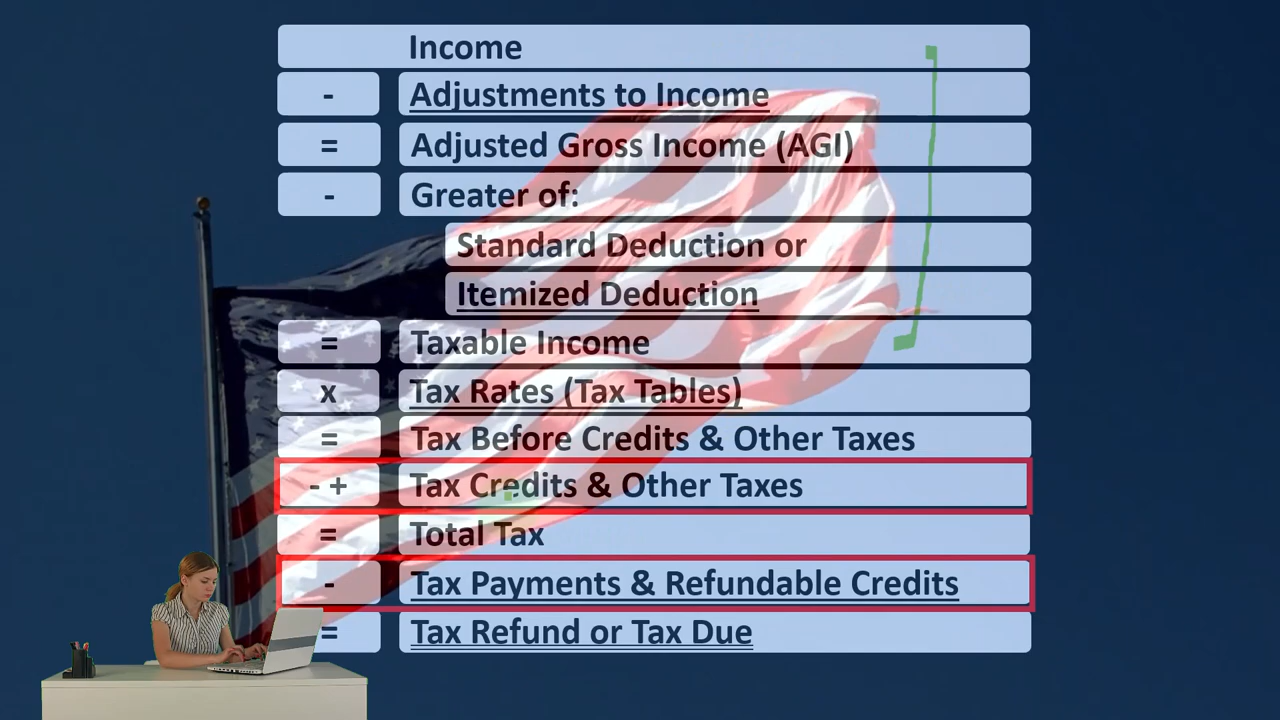 Income
- Adjustments to Income
= Adjusted Gross Income (AGI)
- Greater of:
Standard Deduction or
Itemized Deduction
= Taxable Income
x Tax Rates (Tax Tables)
= Tax Before Credits & Other Taxes
- + Tax Credits & Other Taxes
= Total Tax
- Tax Payments & Refundable Credits
= Tax Refund or Tax Due